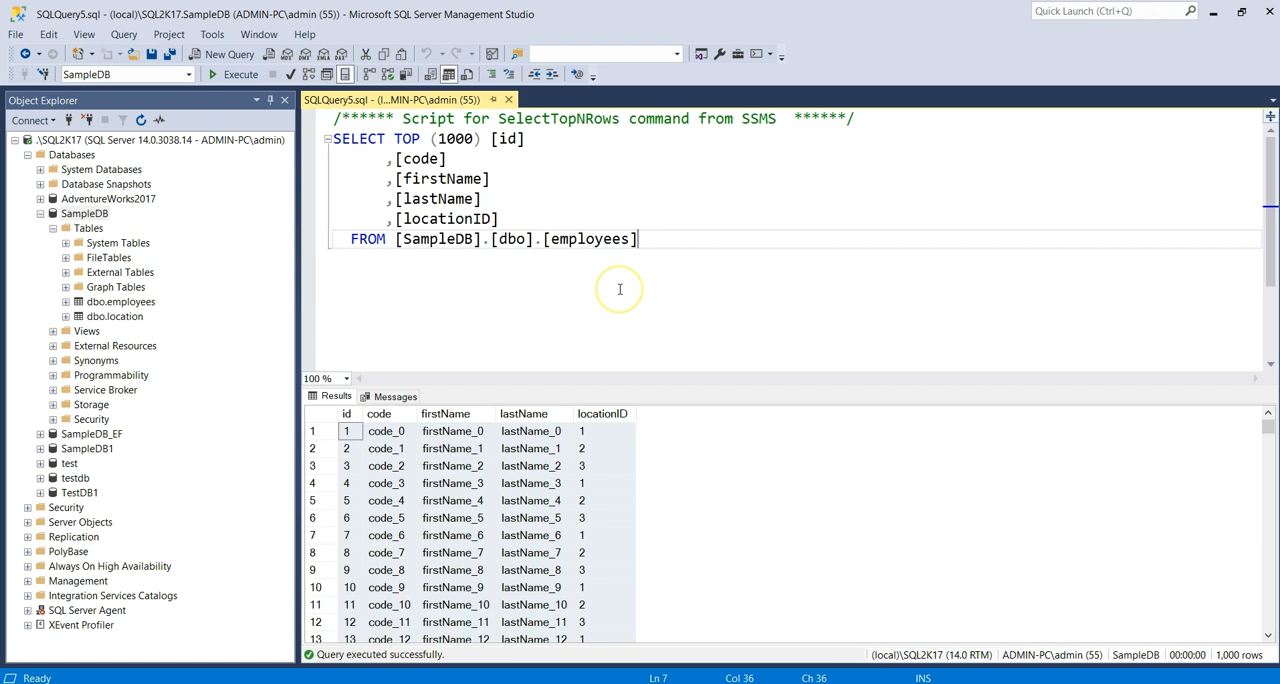 SQLQuery5.sql - (local)\SQL2K17.SampleDB (ADMIN-PC\admin (55)) - Microsoft SQL Server Management Studio
Quick Launch (Ctrl+Q)
File Edit View Query Project Tools Window Help
New Query
SampleDB Execute
Object Explorer
SQLQuery5.sql - (l...MIN-PC\admin (55))
Connect
.\SQL2K17 (SQL Server 14.0.3038.14 - ADMIN-PC\admin)
Databases
System Databases
Database Snapshots
AdventureWorks2017
SampleDB
Tables
System Tables
FileTables
External Tables
Graph Tables
dbo.employees
dbo.location
Views
External Resources
Synonyms
Programmability
Service Broker
Storage
Security
SampleDB_EF
SampleDB1
test
testdb
TestDB1
Security
Server Objects
Replication
PolyBase
Always On High Availability
Management
Integration Services Catalogs
SQL Server Agent
XEvent Profiler
/****** Script for SelectTopNRows command from SSMS ******/
SELECT TOP (1000) [id]
,[code]
,[firstName]
,[lastName]
,[locationID]
FROM [SampleDB].[dbo].[employees]
100 %
Results Messages
id code firstName lastName locationID
1 1 code_0 firstName_0 lastName_0 1
2 2 code_1 firstName_1 lastName_1 2
3 3 code_2 firstName_2 lastName_2 3
4 4 code_3 firstName_3 lastName_3 1
5 5 code_4 firstName_4 lastName_4 2
6 6 code_5 firstName_5 lastName_5 3
7 7 code_6 firstName_6 lastName_6 1
8 8 code_7 firstName_7 lastName_7 2
9 9 code_8 firstName_8 lastName_8 3
10 10 code_9 firstName_9 lastName_9 1
11 11 code_10 firstName_10 lastName_10 2
12 12 code_11 firstName_11 lastName_11 3
13 13 code_12 firstName_12 lastName_12 1
Query executed successfully. (local)\SQL2K17 (14.0 RTM) ADMIN-PC\admin (55) SampleDB 00:00:00 1,000 rows
Ready Ln 7 Col 36 Ch 36 INS